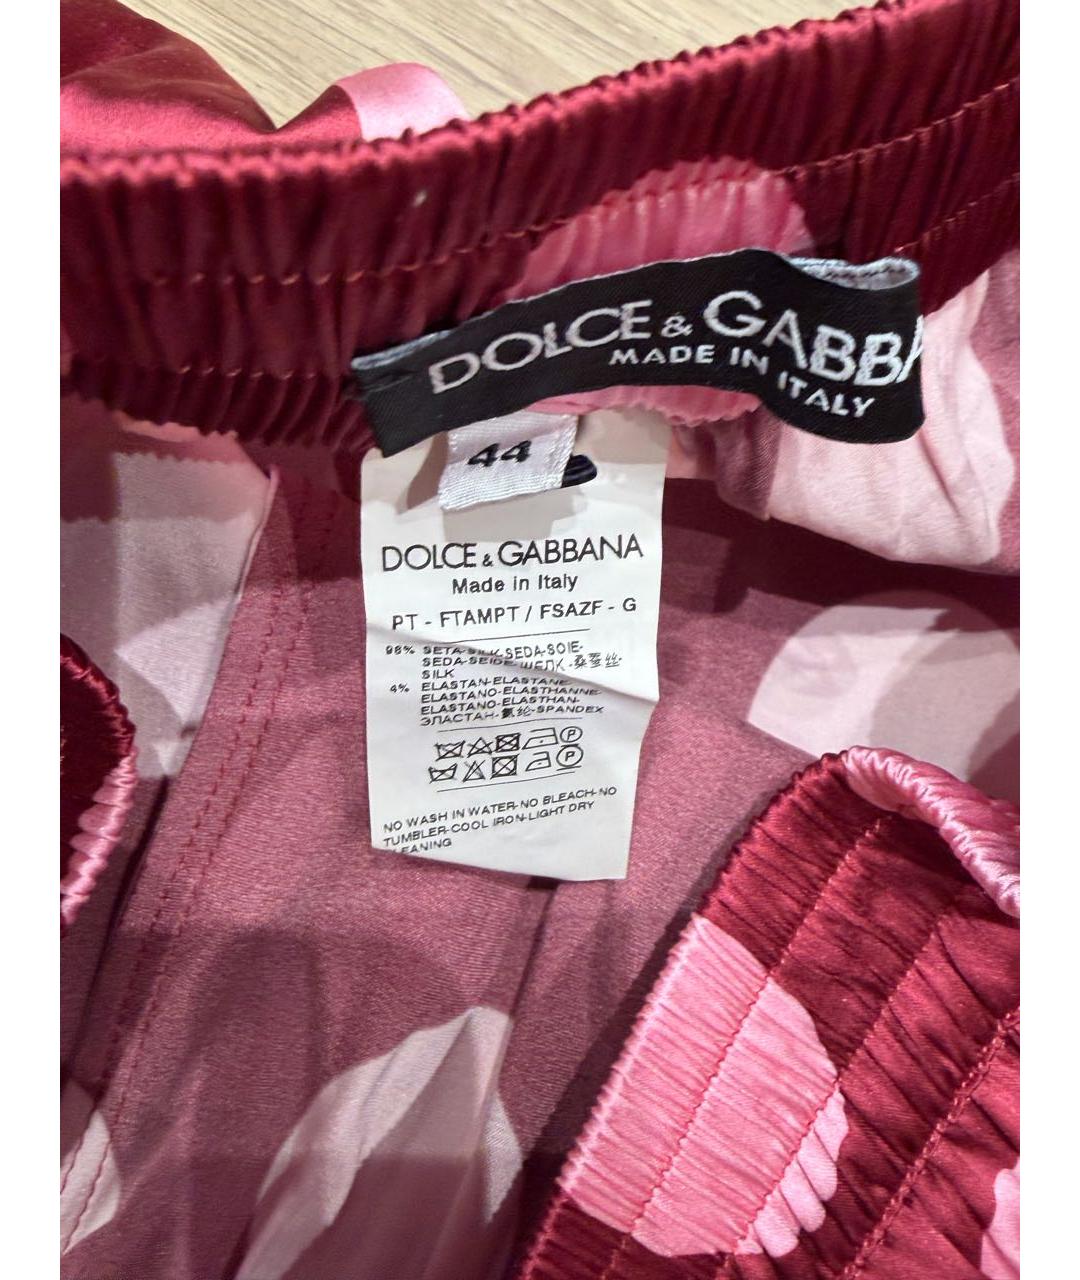 DOLCE & GABBA
MADE IN ITALY
44
DOLCE & GABBANA
Made in Italy
PT - FTAMPT / FSAZF - G
96% SETA-SILK-SEDA-SOIE-
SEDA-SEIDE-ШЕЛК-桑蚕丝-
SILK
4% ELASTAN-ELASTANE-
ELASTANO-ELASTHANNE-
ELASTANO-ELASTHAN-
ЭЛАСТАН-氨纶-SPANDEX
P
P
NO WASH IN WATER-NO BLEACH-NO
TUMBLER-COOL IRON-LIGHT DRY
CLEANING